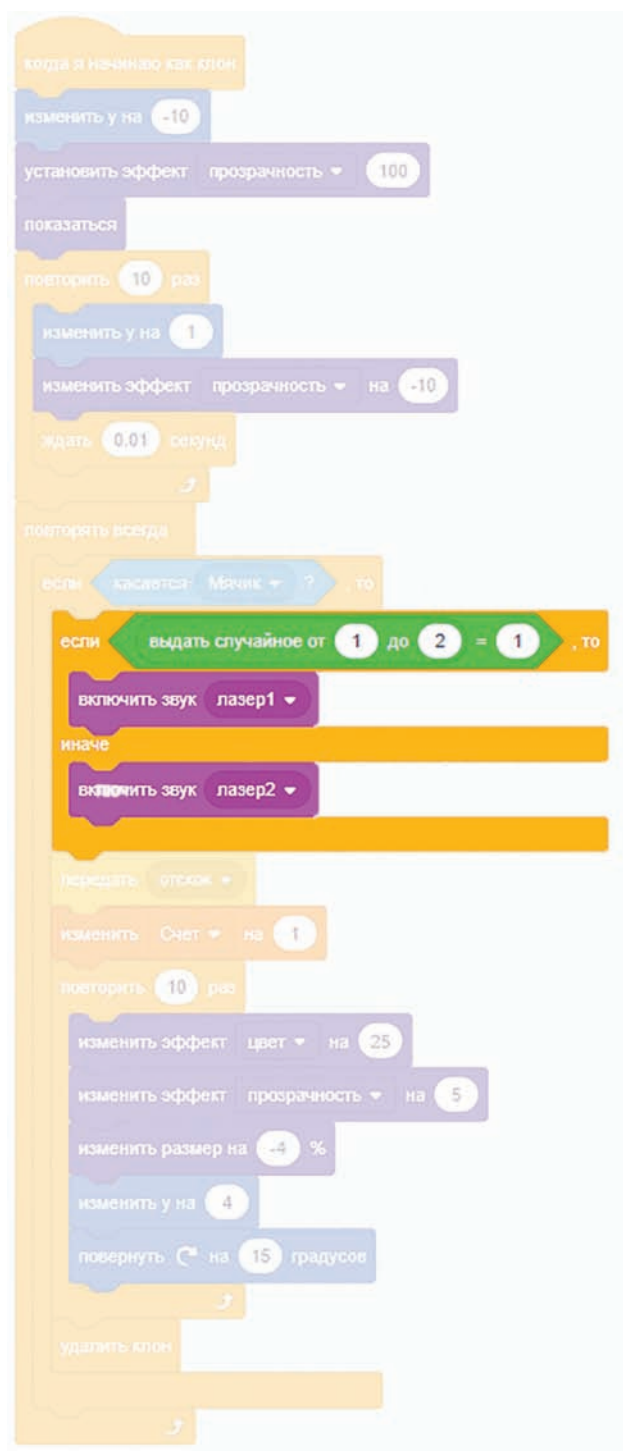 когда я начинаю как клон
изменить y на -10
установить эффект прозрачность 100
показаться
повторить 10 раз
изменить y на 1
изменить эффект прозрачность на -10
ждать 0.01 секунд
повторять всегда
если касается Мячик ? , то
если выдать случайное от 1 до 2 = 1 , то
включить звук лазер1
иначе
включить звук лазер2
передать отскок
изменить Счет на 1
повторить 10 раз
изменить эффект цвет на 25
изменить эффект прозрачность на 5
изменить размер на -4 %
изменить y на 4
повернуть на 15 градусов
удалить клон